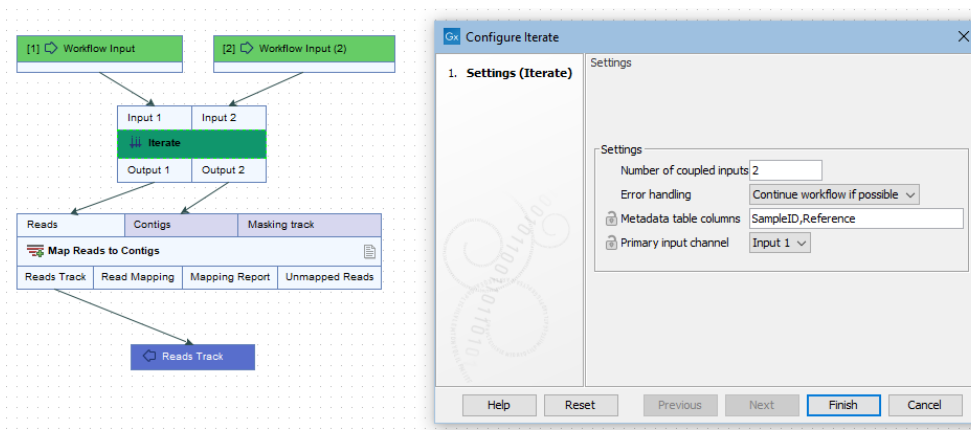 [1] Workflow Input
[2] Workflow Input (2)
Input 1
Input 2
Iterate
Output 1
Output 2
Reads
Contigs
Masking track
Map Reads to Contigs
Reads Track
Read Mapping
Mapping Report
Unmapped Reads
Reads Track
Gx Configure Iterate
1. Settings (Iterate)
Settings
Settings
Number of coupled inputs 2
Error handling Continue workflow if possible
Metadata table columns SampleID,Reference
Primary input channel Input 1
Help
Reset
Previous
Next
Finish
Cancel